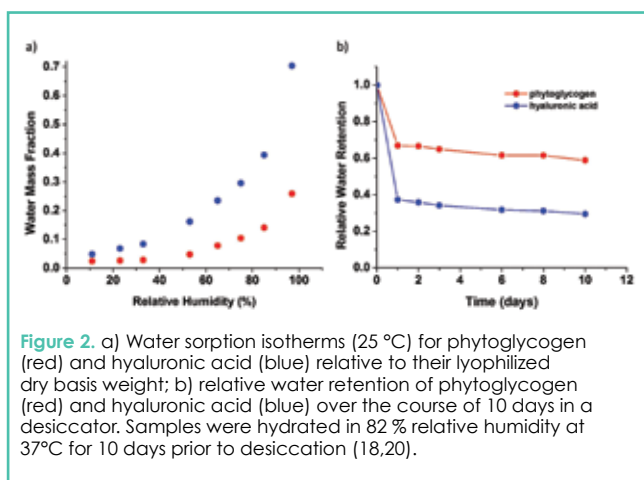 a)
0.7
0.6
0.5
0.4
0.3
0.2
0.1
0.0
0 20 40 60 80 100
Water Mass Fraction
Relative Humidity (%)
b)
1.0
0.8
0.6
0.4
0.2
0.0
0 2 4 6 8 10 12
Relative Water Retention
Time (days)
phytoglycogen
hyaluronic acid
Figure 2. a) Water sorption isotherms (25 °C) for phytoglycogen
(red) and hyaluronic acid (blue) relative to their lyophilized
dry basis weight; b) relative water retention of phytoglycogen
(red) and hyaluronic acid (blue) over the course of 10 days in a
desiccator. Samples were hydrated in 82 % relative humidity at
37°C for 10 days prior to desiccation (18,20).